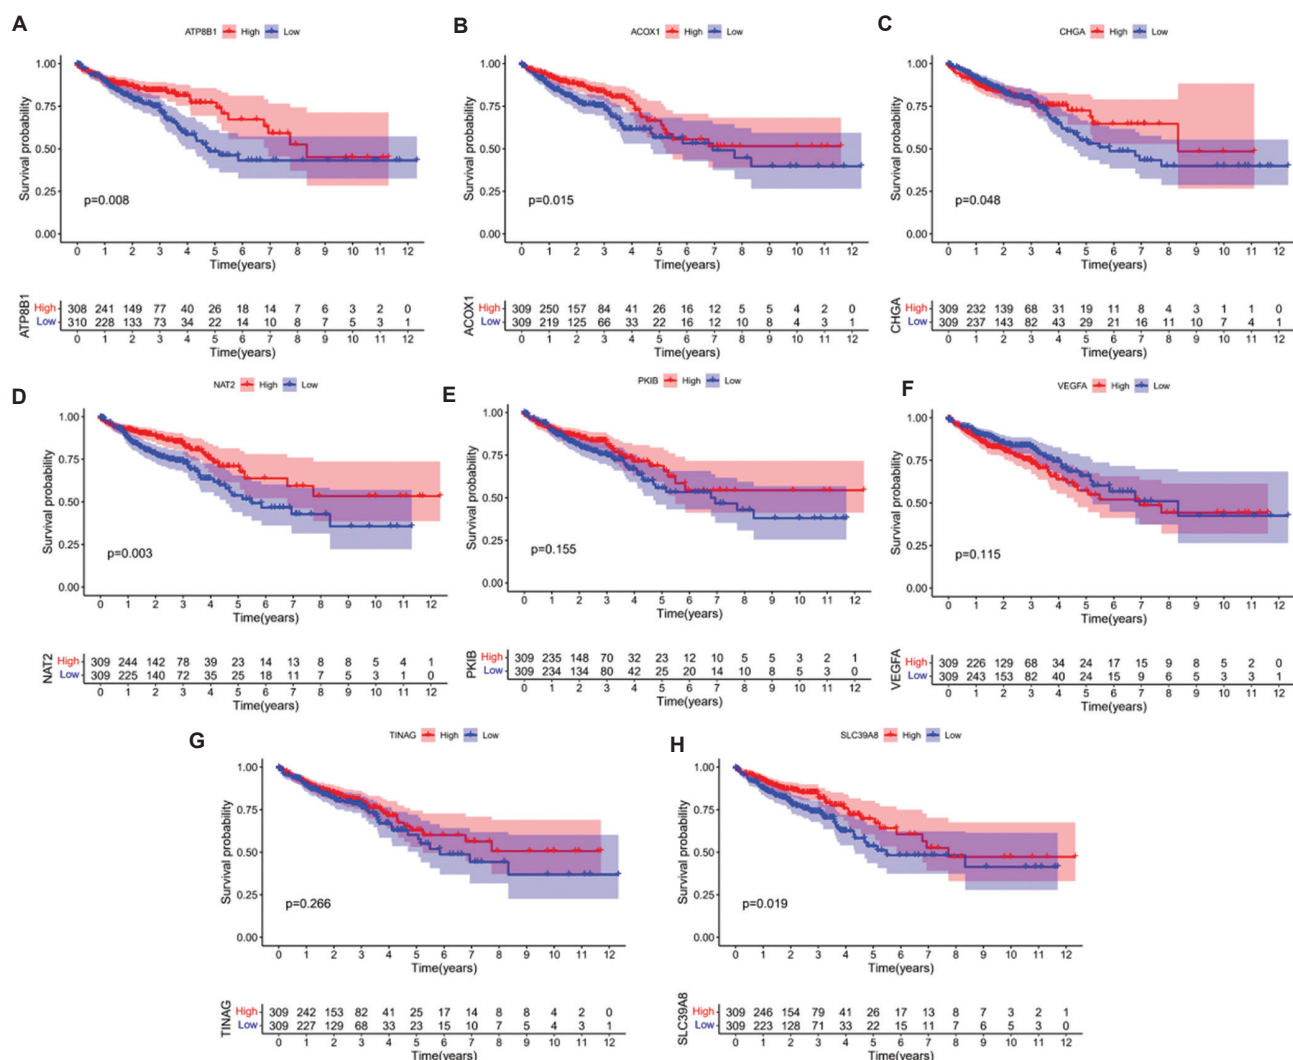 A
ATP8B1 High Low
Survival probability
1.00
0.75
0.50
0.25
0.00
p=0.008
0 1 2 3 4 5 6 7 8 9 10 11 12
Time(years)
ATP8B1
High 308 241 149 77 40 26 18 14 7 6 3 2 0
Low 310 228 133 73 34 22 14 10 8 7 5 3 1
0 1 2 3 4 5 6 7 8 9 10 11 12
B
ACOX1 High Low
Survival probability
1.00
0.75
0.50
0.25
0.00
p=0.015
0 1 2 3 4 5 6 7 8 9 10 11 12
Time(years)
ACOX1
High 309 250 157 84 41 26 16 12 5 5 4 2 0
Low 309 219 125 66 33 22 16 12 10 8 4 3 1
0 1 2 3 4 5 6 7 8 9 10 11 12
C
CHGA High Low
Survival probability
1.00
0.75
0.50
0.25
0.00
p=0.048
0 1 2 3 4 5 6 7 8 9 10 11 12
Time(years)
CHGA
High 309 232 139 68 31 19 11 8 4 3 1 1 0
Low 309 237 143 82 43 29 21 16 11 10 7 4 1
0 1 2 3 4 5 6 7 8 9 10 11 12
D
NAT2 High Low
Survival probability
1.00
0.75
0.50
0.25
0.00
p=0.003
0 1 2 3 4 5 6 7 8 9 10 11 12
Time(years)
NAT2
High 309 244 142 78 39 23 14 13 8 8 5 4 1
Low 309 225 140 72 35 25 18 11 7 5 3 1 0
0 1 2 3 4 5 6 7 8 9 10 11 12
E
PKIB High Low
Survival probability
1.00
0.75
0.50
0.25
0.00
p=0.155
0 1 2 3 4 5 6 7 8 9 10 11 12
Time(years)
PKIB
High 309 235 148 70 32 23 12 10 5 5 3 2 1
Low 309 234 134 80 42 25 20 14 10 8 5 3 0
0 1 2 3 4 5 6 7 8 9 10 11 12
F
VEGFA High Low
Survival probability
1.00
0.75
0.50
0.25
0.00
p=0.115
0 1 2 3 4 5 6 7 8 9 10 11 12
Time(years)
VEGFA
High 309 226 129 68 34 24 17 15 9 8 5 2 0
Low 309 243 153 82 40 24 15 9 6 5 3 3 1
0 1 2 3 4 5 6 7 8 9 10 11 12
G
TINAG High Low
Survival probability
1.00
0.75
0.50
0.25
0.00
p=0.266
0 1 2 3 4 5 6 7 8 9 10 11 12
Time(years)
TINAG
High 309 242 153 82 41 25 17 14 8 8 4 2 0
Low 309 227 129 68 33 23 15 10 7 5 4 3 1
0 1 2 3 4 5 6 7 8 9 10 11 12
H
SLC39A8 High Low
Survival probability
1.00
0.75
0.50
0.25
0.00
p=0.019
0 1 2 3 4 5 6 7 8 9 10 11 12
Time(years)
SLC39A8
High 309 246 154 79 41 26 17 13 8 7 3 2 1
Low 309 223 128 71 33 22 15 11 7 6 5 3 0
0 1 2 3 4 5 6 7 8 9 10 11 12